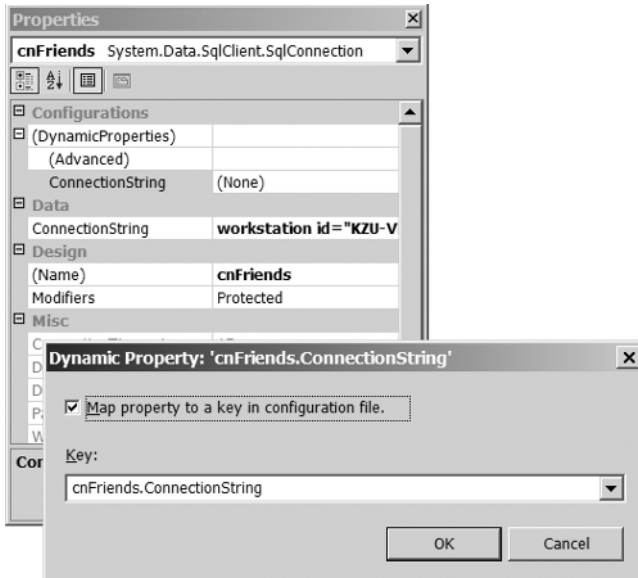 Properties
cnFriends System.Data.SqlClient.SqlConnection
Configurations
(DynamicProperties)
(Advanced)
ConnectionString (None)
Data
ConnectionString workstation id="KZU-V
Design
(Name) cnFriends
Modifiers Protected
Misc
Dynamic Property: 'cnFriends.ConnectionString'
Map property to a key in configuration file.
Key:
cnFriends.ConnectionString
OK Cancel